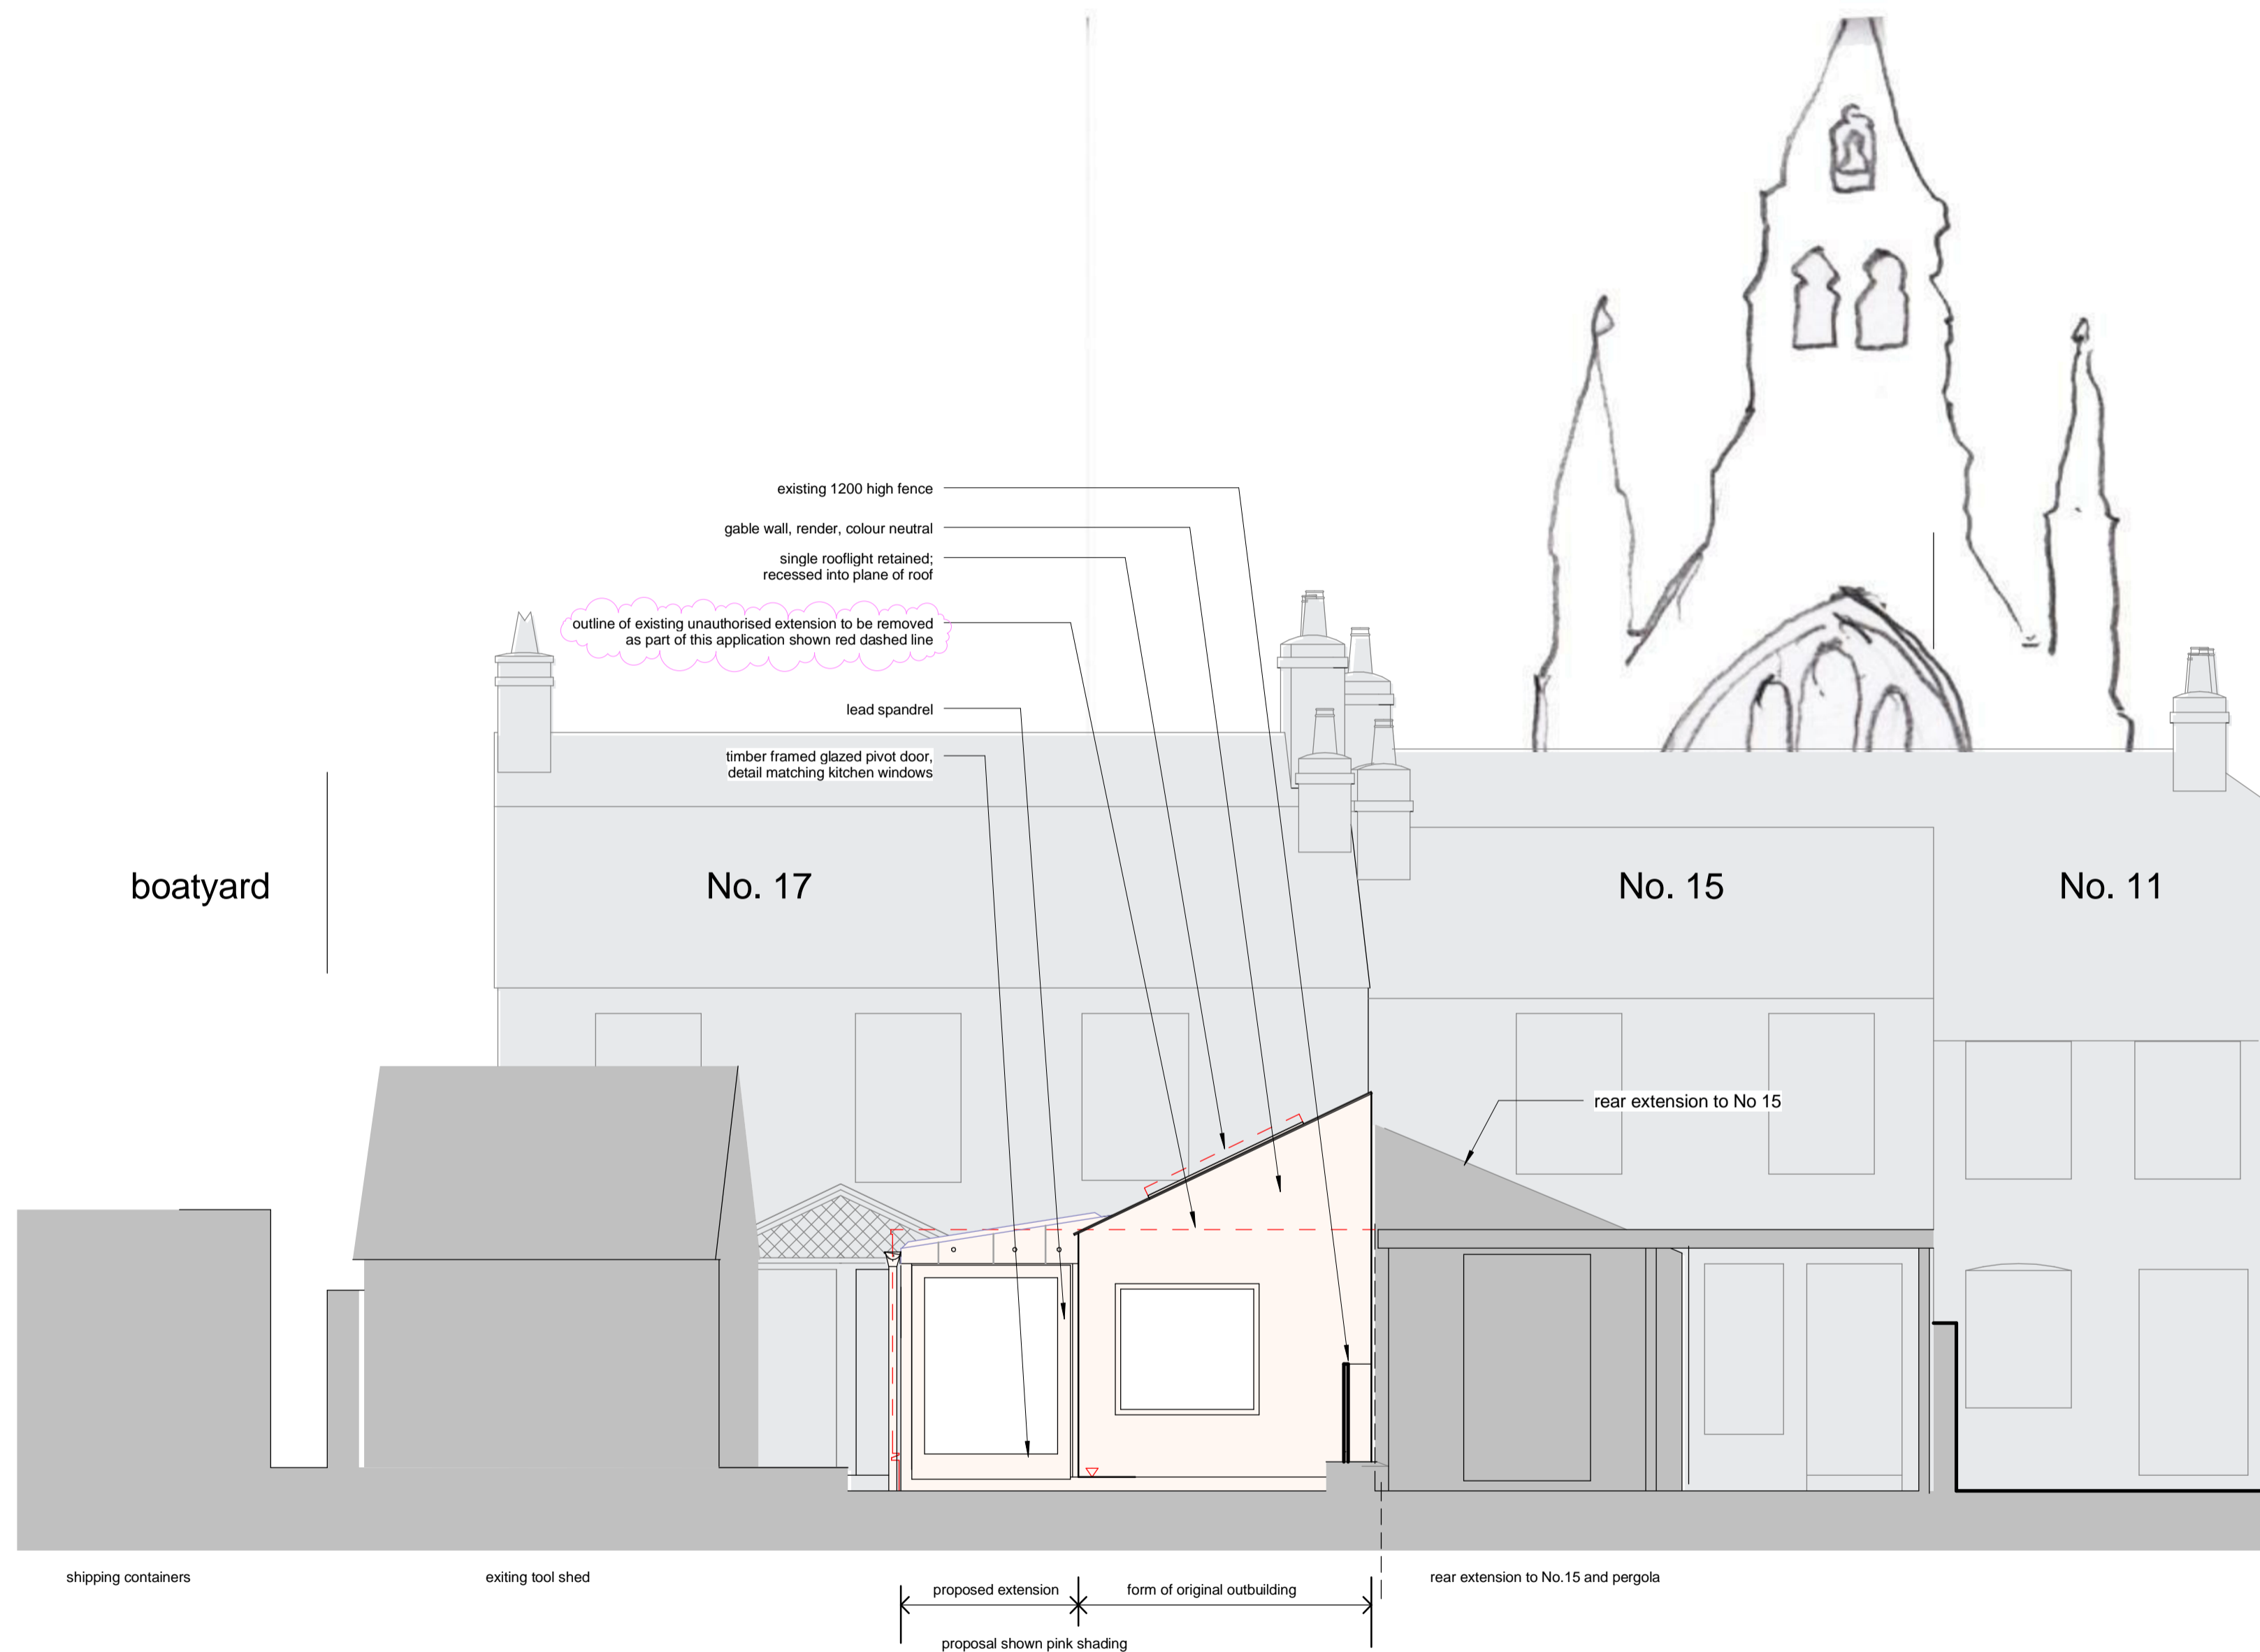 existing 1200 high fence
gable wall, render, colour neutral
single rooflight retained;
recessed into plane of roof
outline of existing unauthorised extension to be removed
as part of this application shown red dashed line
lead spandrel
timber framed glazed pivot door,
detail matching kitchen windows
boatyard
No. 17
No. 15
No. 11
rear extension to No 15
shipping containers
exiting tool shed
proposed extension
form of original outbuilding
rear extension to No.15 and pergola
proposal shown pink shading